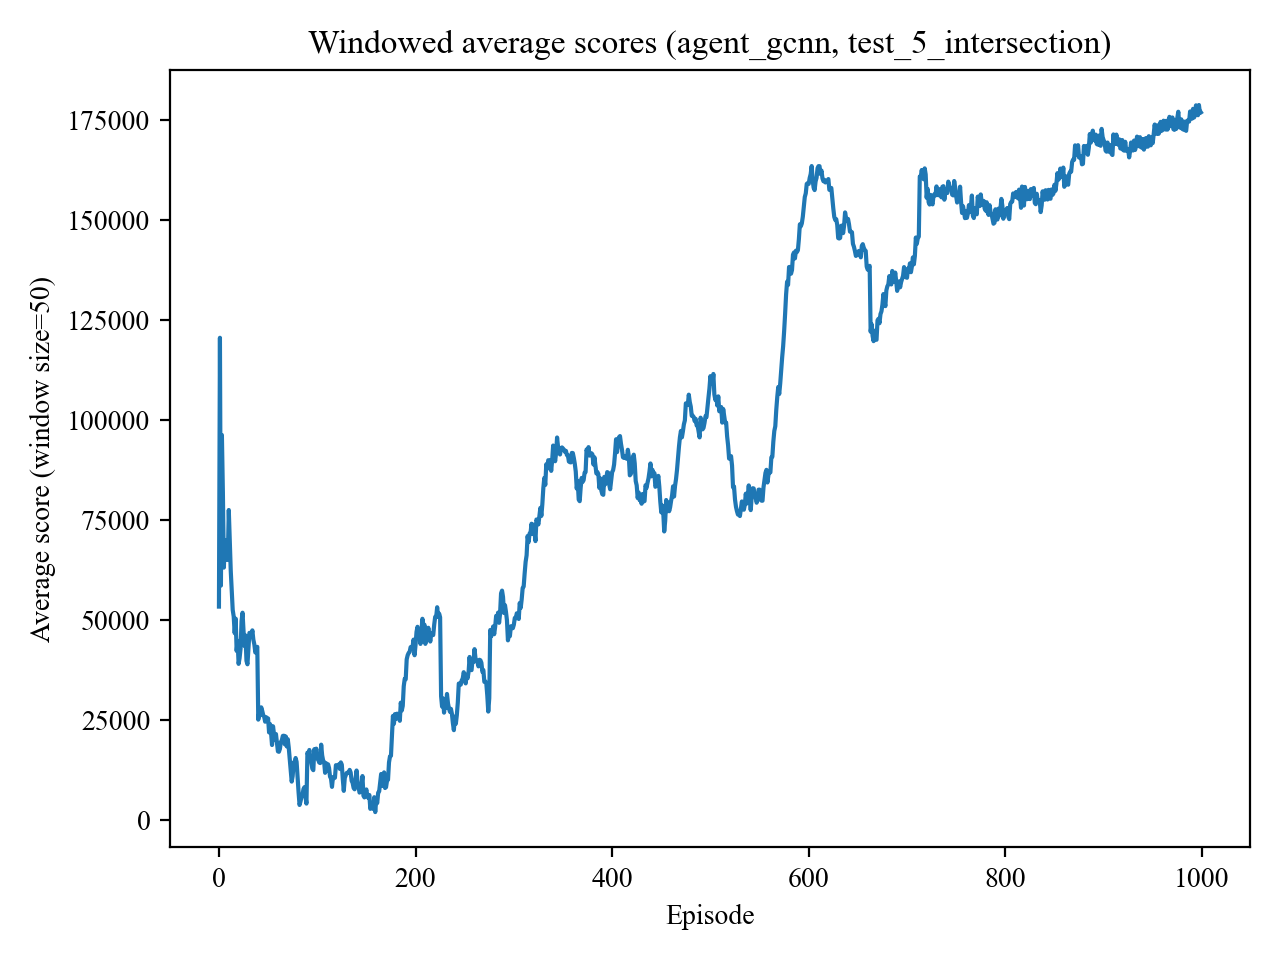 Windowed average scores (agent_gcnn, test_5_intersection)
Average score (window size=50)
175000
150000
125000
100000
75000
50000
25000
0
0 200 400 600 800 1000
Episode